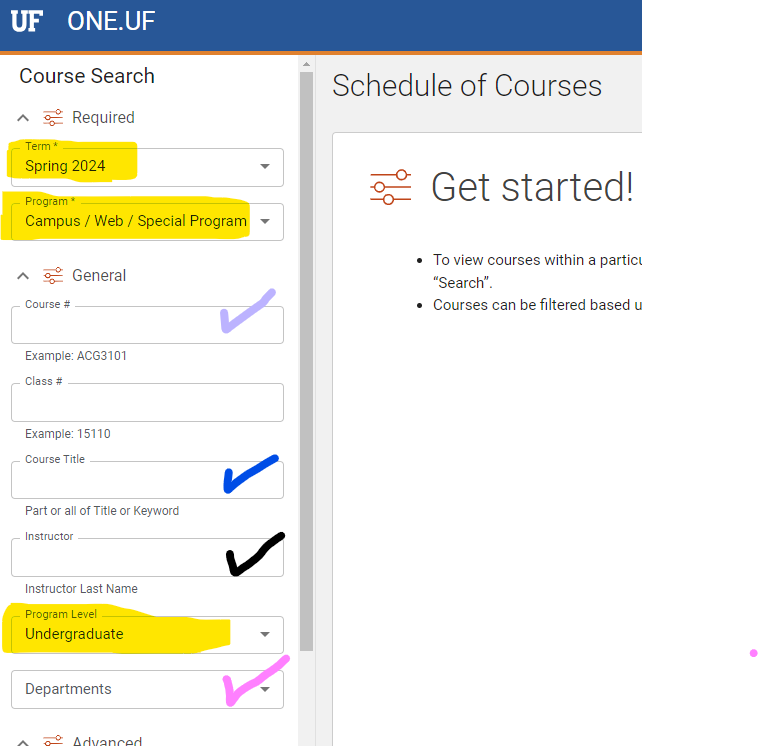 UF ONE.UF
Course Search
Schedule of Courses
Required
Term *
Spring 2024
Program *
Campus / Web / Special Program
Get started!
To view courses within a particu
“Search”.
Courses can be filtered based u
General
Course #
Example: ACG3101
Class #
Example: 15110
Course Title
Part or all of Title or Keyword
Instructor
Instructor Last Name
Program Level
Undergraduate
Departments
Advanced